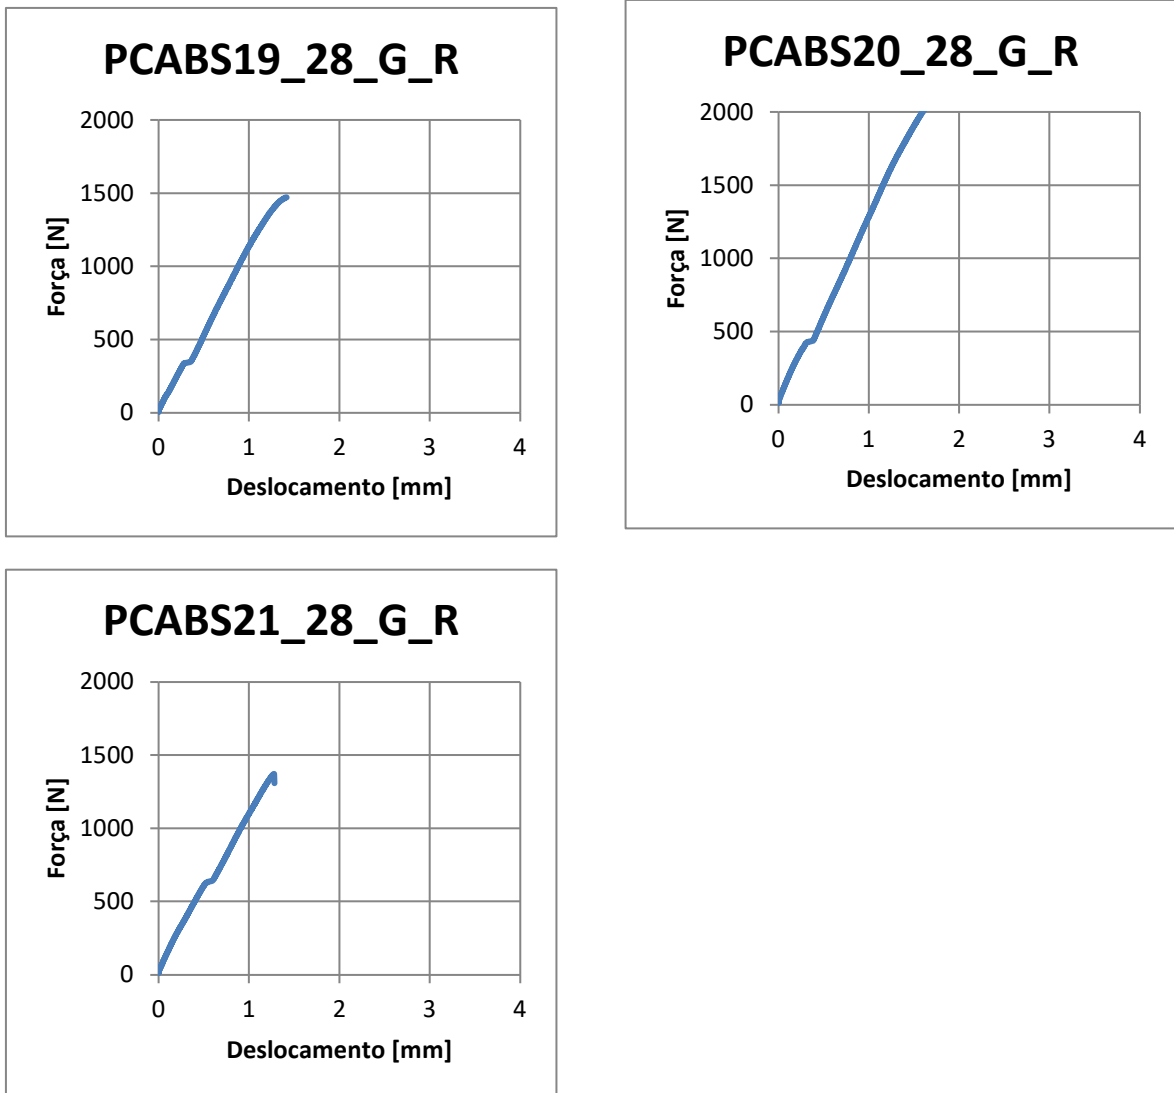 PCABS19_28_G_R
2000
1500
1000
500
0
Força [N]
0 1 2 3 4
Deslocamento [mm]
PCABS20_28_G_R
2000
1500
1000
500
0
Força [N]
0 1 2 3 4
Deslocamento [mm]
PCABS21_28_G_R
2000
1500
1000
500
0
Força [N]
0 1 2 3 4
Deslocamento [mm]